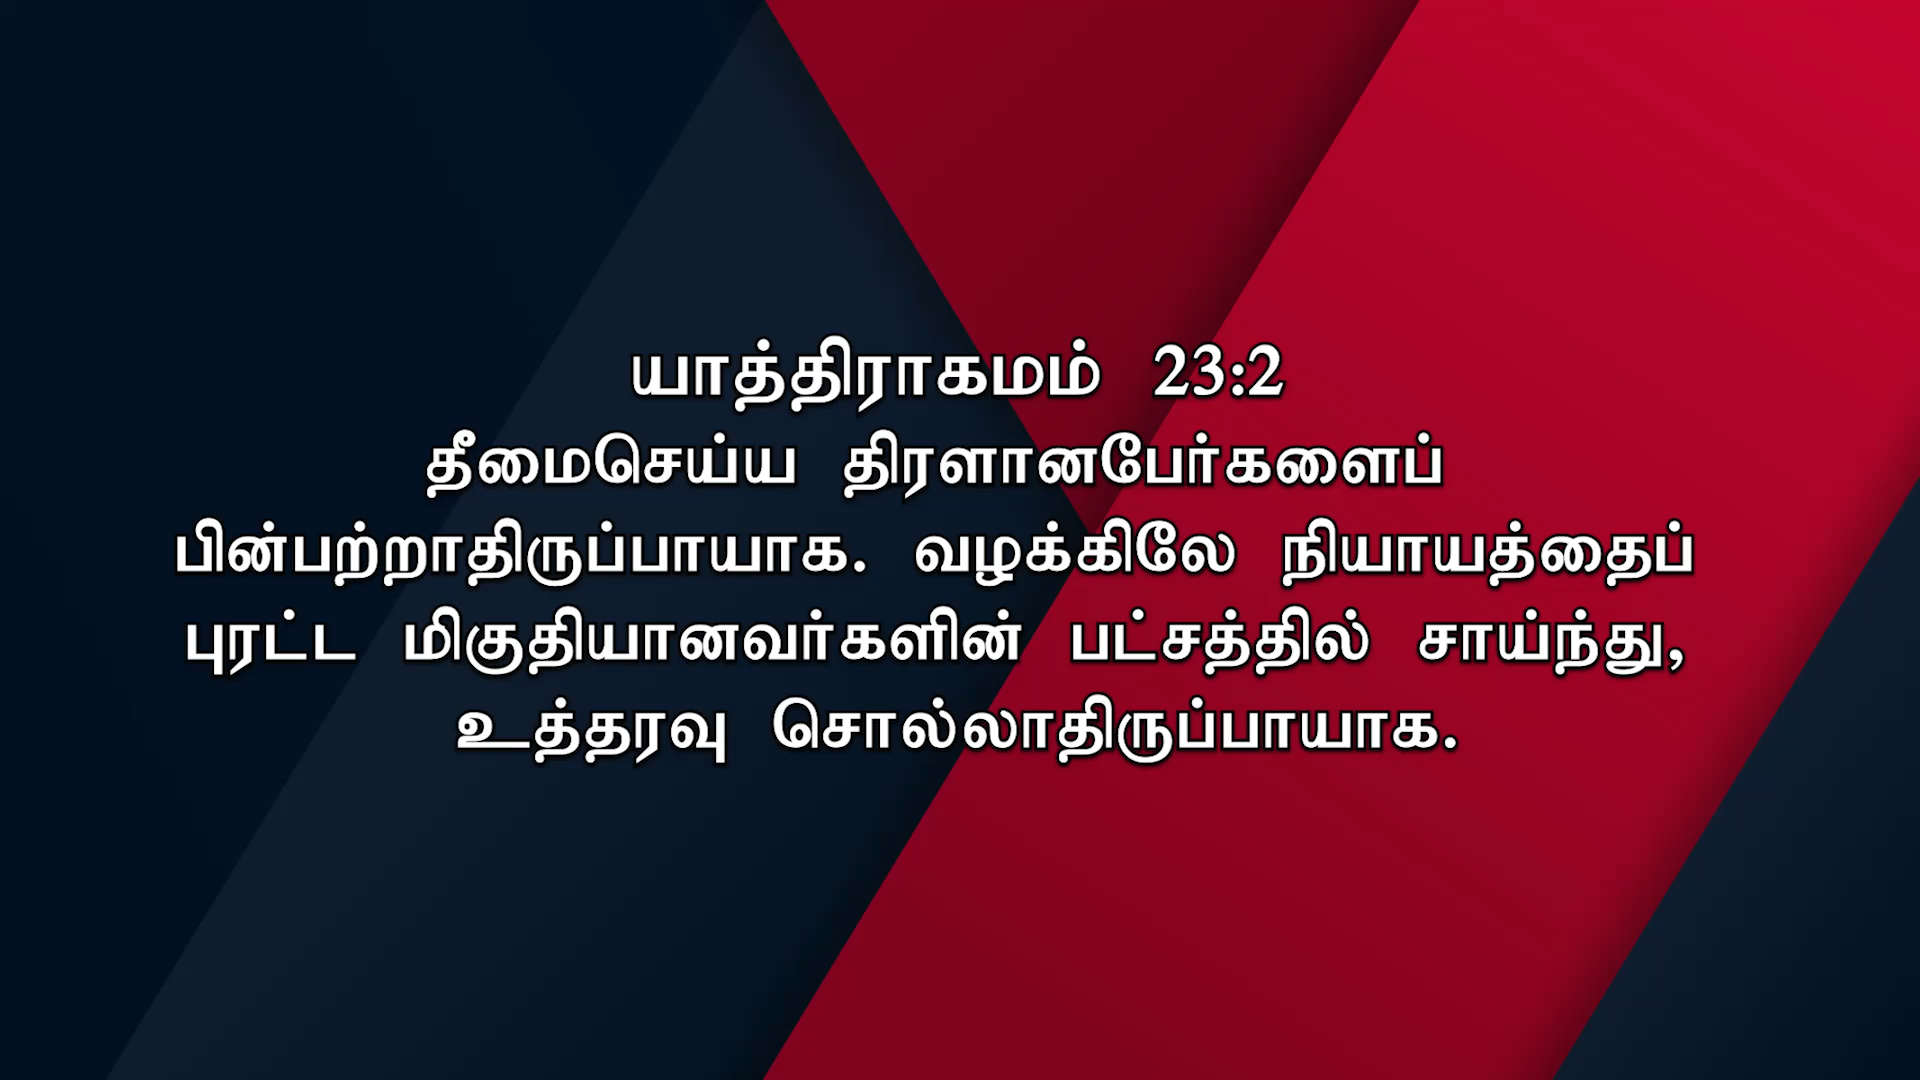 யாத்திராகமம் 23:2
தீமைசெய்ய திரளானபேர்களைப்
பின்பற்றாதிருப்பாயாக. வழக்கிலே நியாயத்தைப்
புரட்ட மிகுதியானவர்களின் பட்சத்தில் சாய்ந்து,
உத்தரவு சொல்லாதிருப்பாயாக.